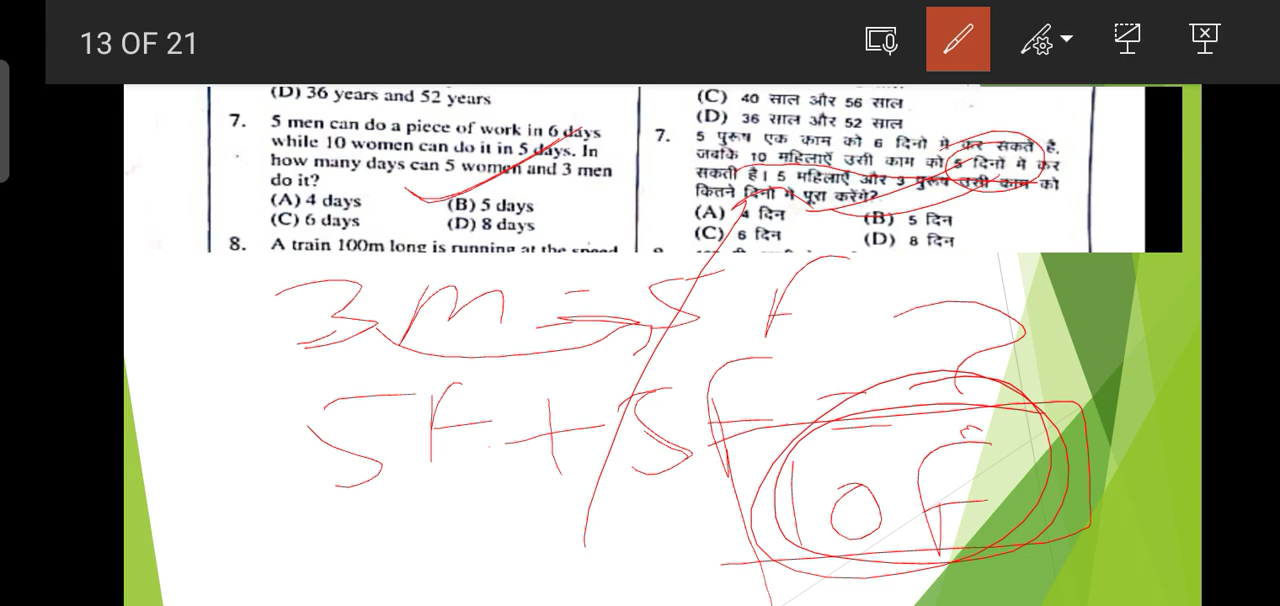 13 OF 21
(D) 36 years and 52 years
7. 5 men can do a piece of work in 6 days
while 10 women can do it in 5 days. In
how many days can 5 women and 3 men
do it?
(A) 4 days (B) 5 days
(C) 6 days (D) 8 days
8. A train 100m long is running at the speed
(C) 40 साल और 56 साल
(D) 36 साल और 52 साल
7. 5 पुरूष एक काम को 6 दिनो मे कर सकते है,
जबकि 10 महिलाऐं उसी काम को 5 दिनो मे कर
सकती है। 5 महिलाऐं और 3 पुरूष उसी काम को
कितने दिनो मे पूरा करेंगे?
(A) 4 दिन (B) 5 दिन
(C) 6 दिन (D) 8 दिन
3M = 5F
5F + 5F = 10F